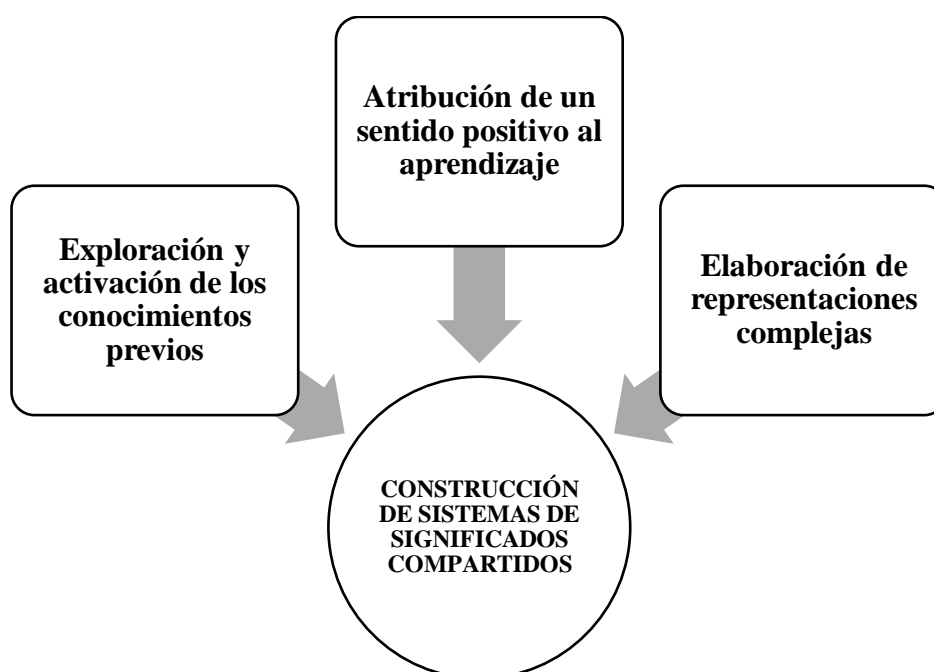 Atribución de un
sentido positivo al
aprendizaje
Exploración y
activación de los
conocimientos
previos
Elaboración de
representaciones
complejas
CONSTRUCCIÓN
DE SISTEMAS DE
SIGNIFICADOS
COMPARTIDOS